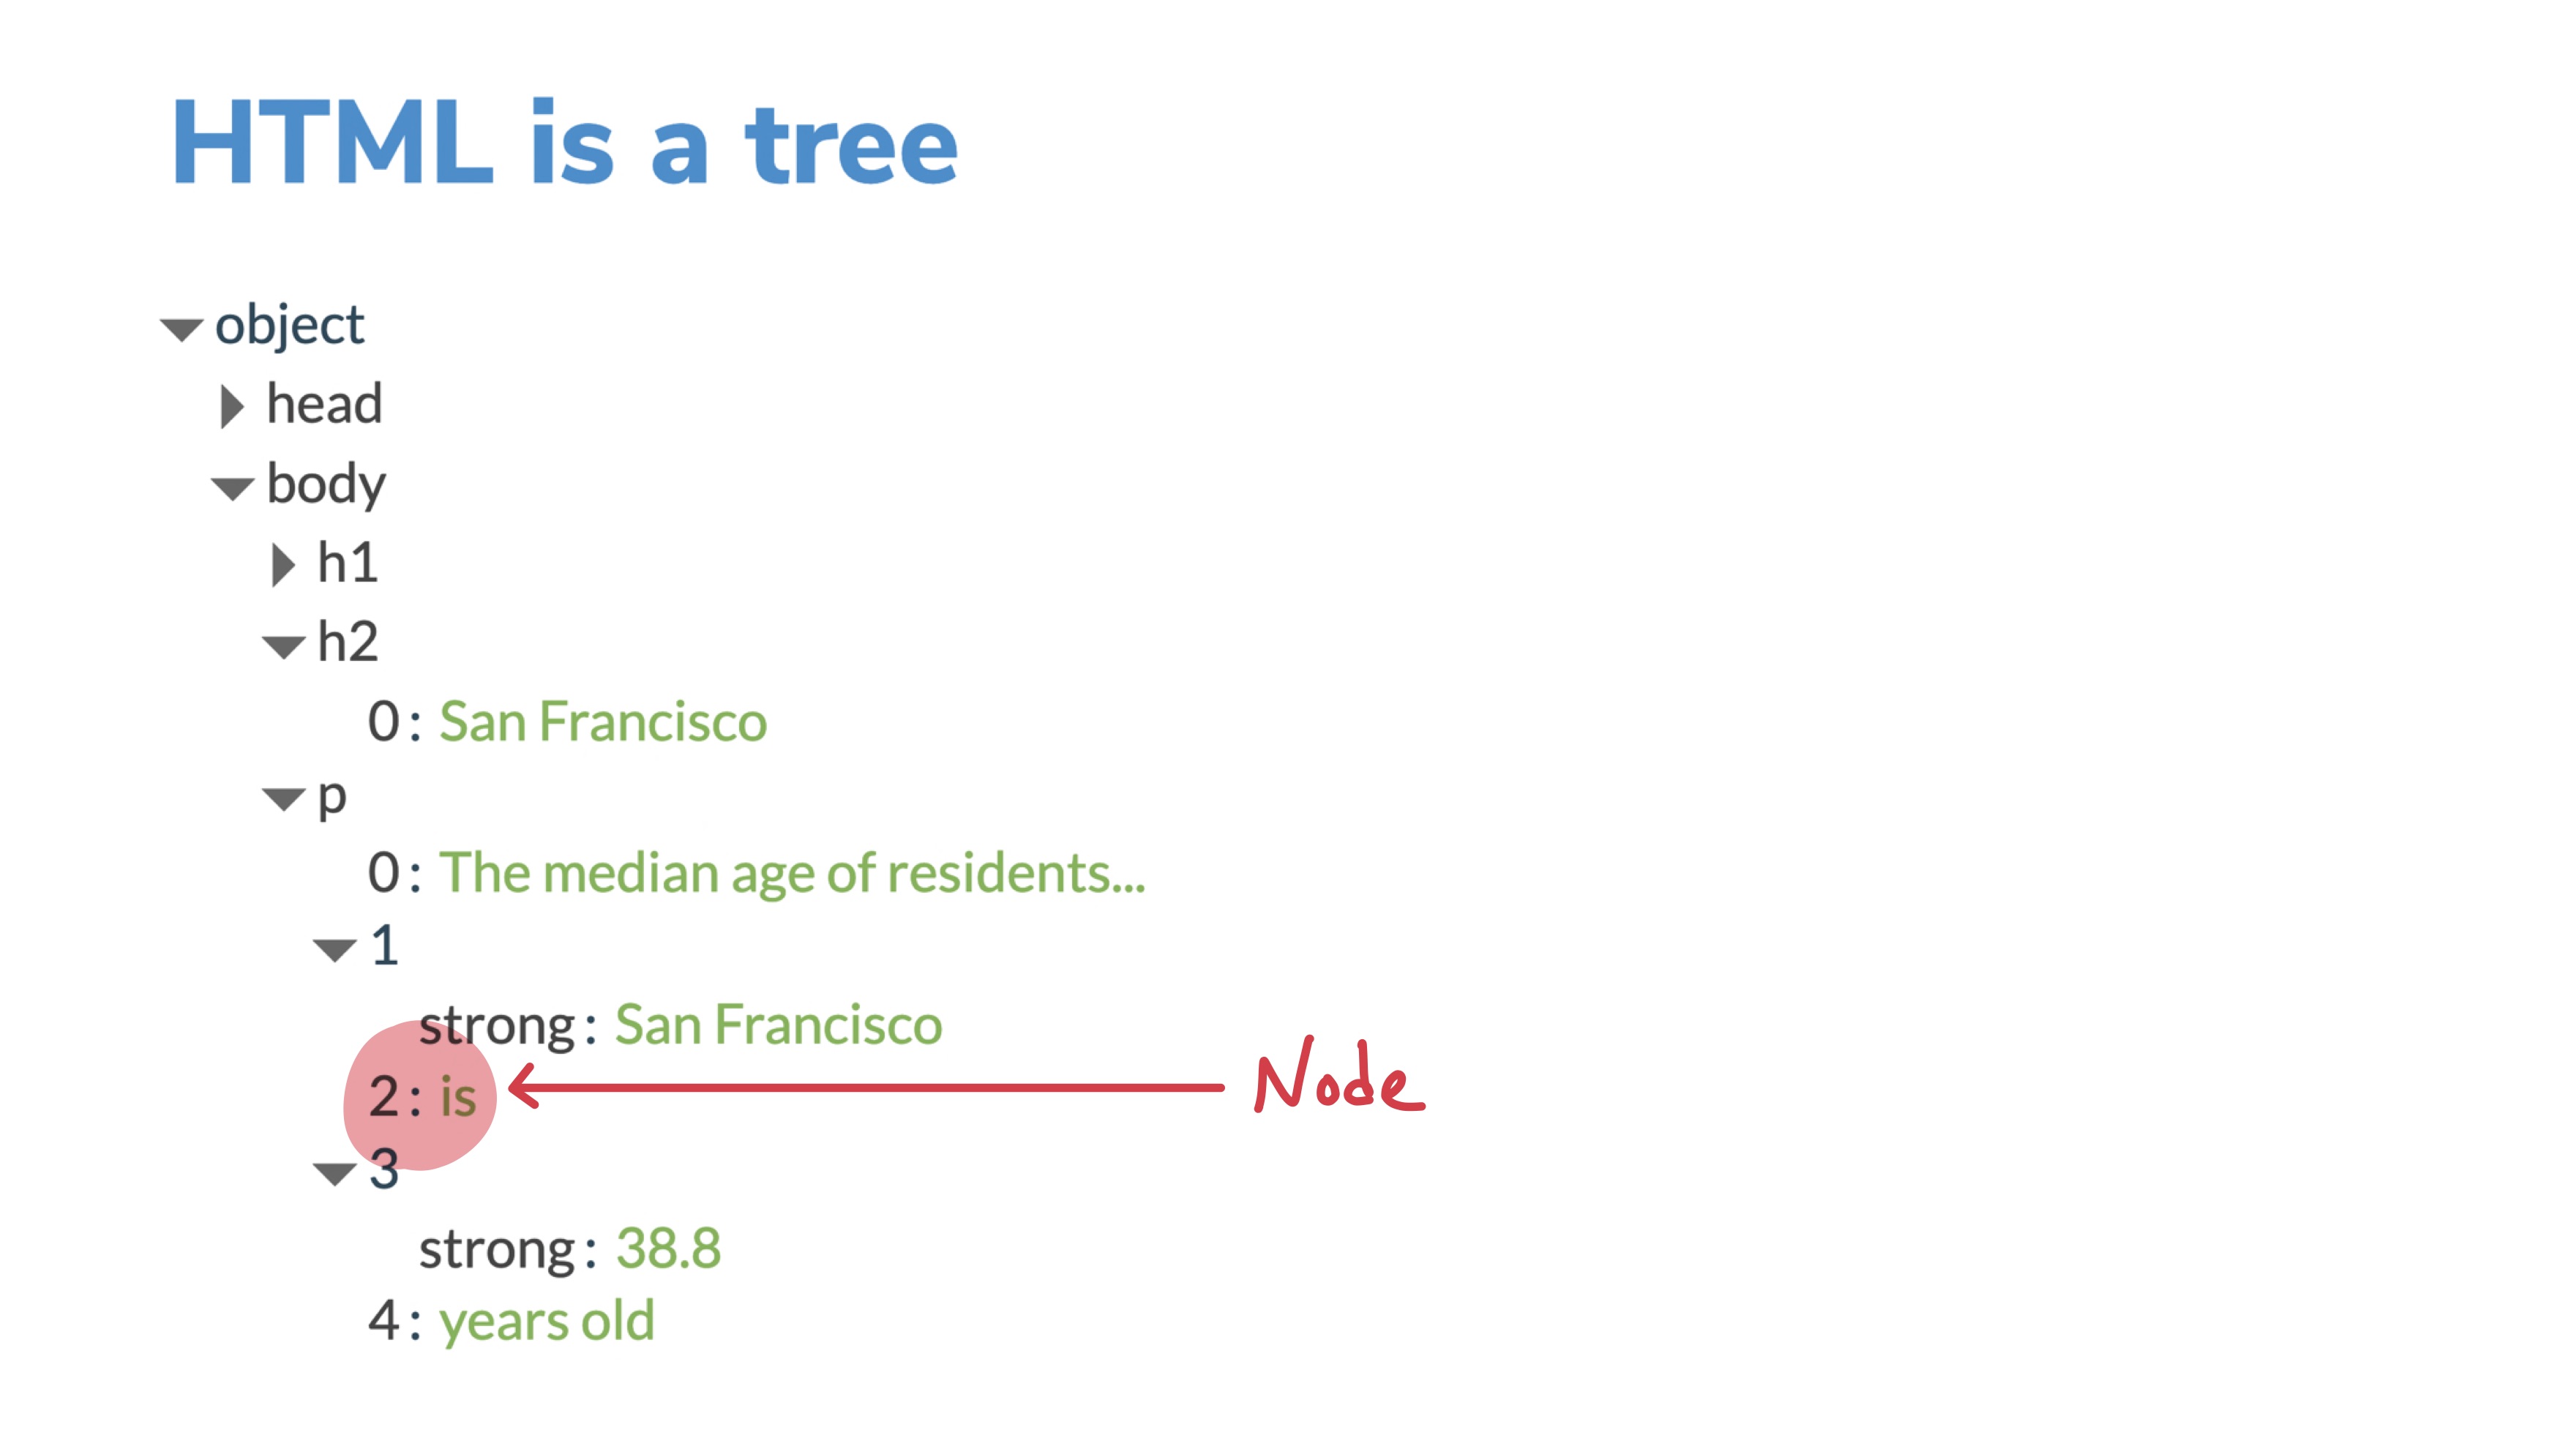 HTML is a tree
object
head
body
h1
h2
0: San Francisco
p
0: The median age of residents...
1
strong: San Francisco
2: is
Node
3
strong: 38.8
4: years old